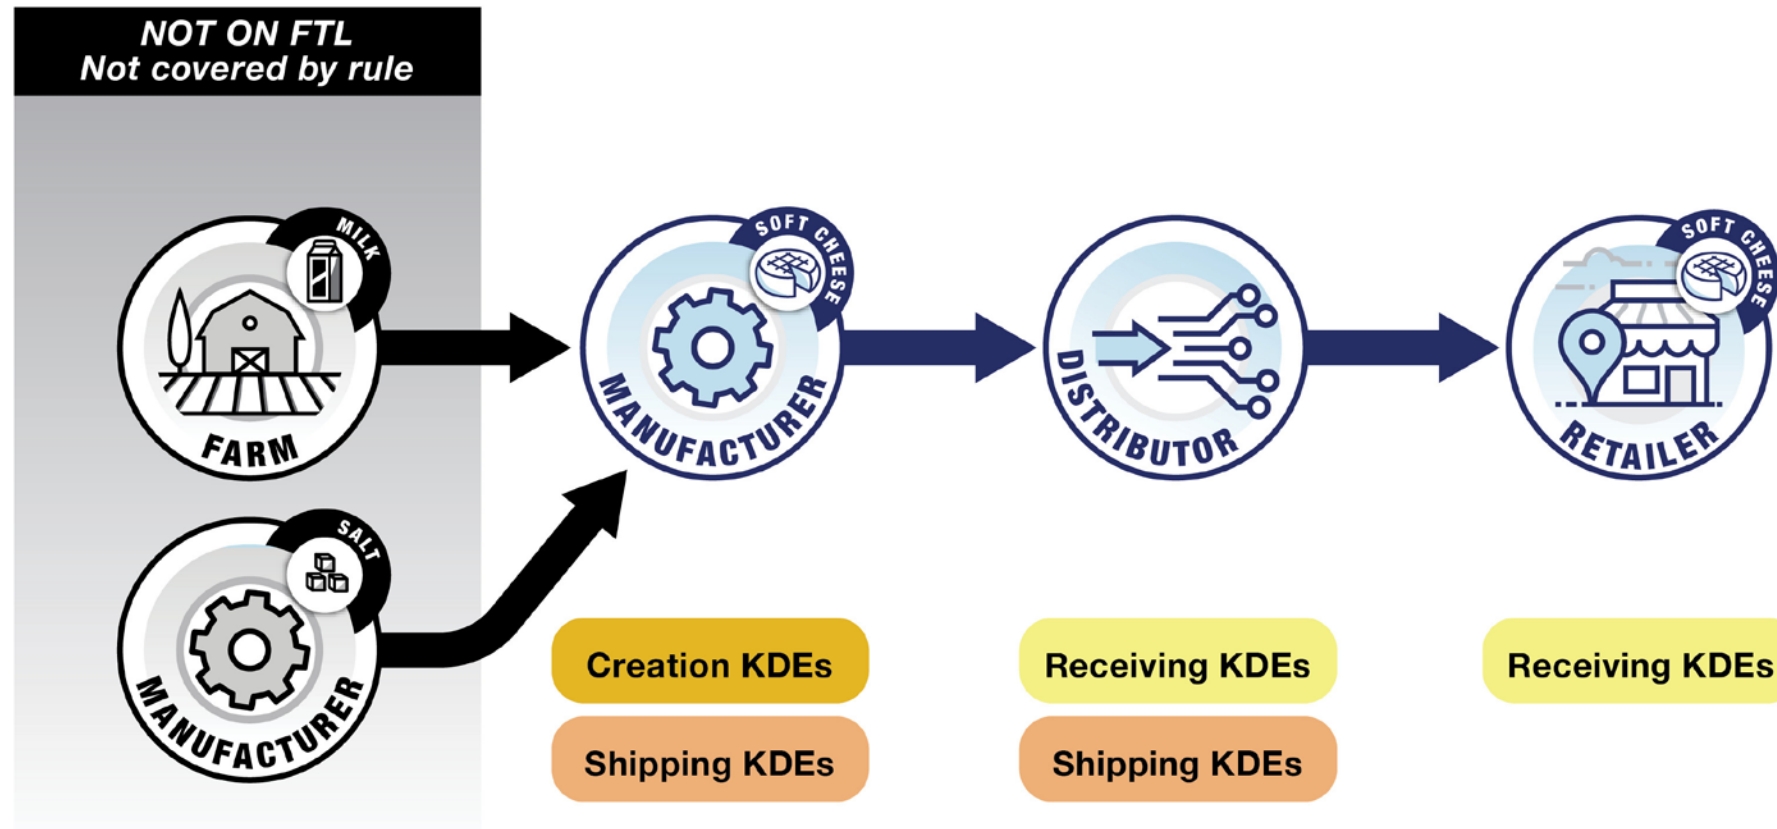 NOT ON FTL
Not covered by rule
MILK
FARM
SALT
MANUFACTURER
SOFT CHEESE
MANUFACTURER
DISTRIBUTOR
SOFT CHEESE
RETAILER
Creation KDEs
Receiving KDEs
Receiving KDEs
Shipping KDEs
Shipping KDEs